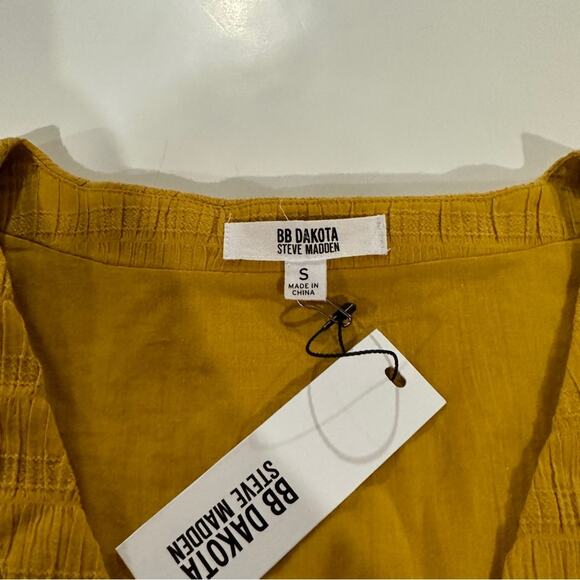 BB DAKOTA
STEVE MADDEN
S
MADE IN
CHINA
BB DAKOTA
STEVE MADDEN